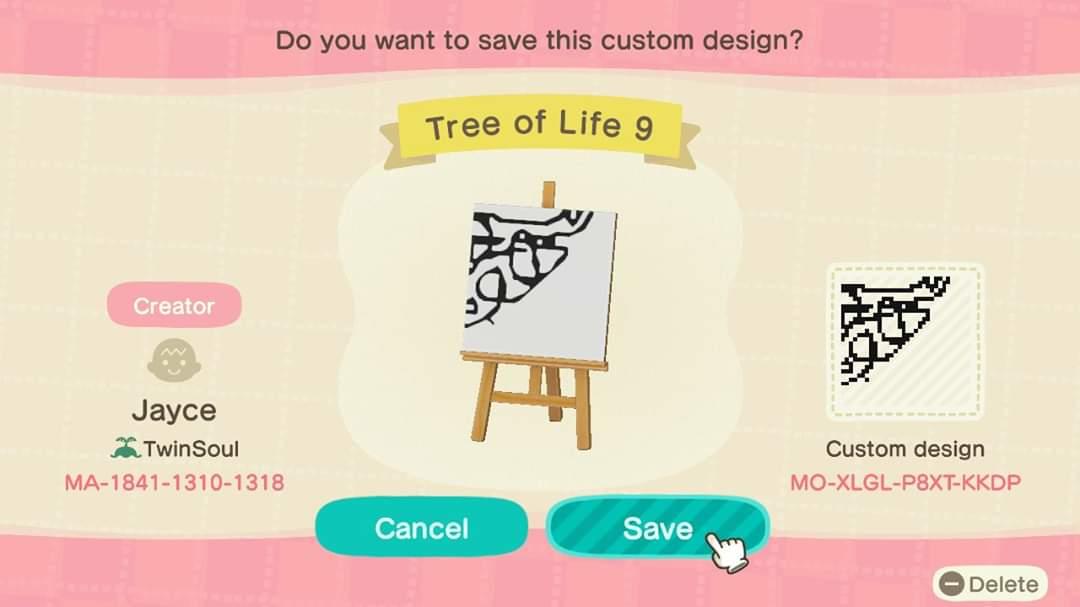 Do you want to save this custom design?
Tree of Life 9
Creator
Jayce
TwinSoul
MA-1841-1310-1318
Custom design
MO-XLGL-P8XT-KKDP
Cancel
Save
Delete